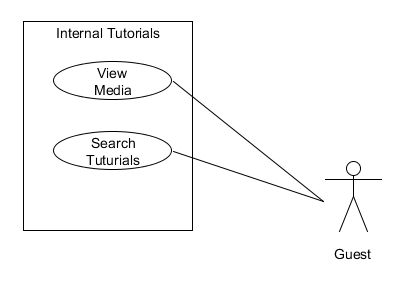 Internal Tutorials
View
Media
Search
Tuturials
Guest